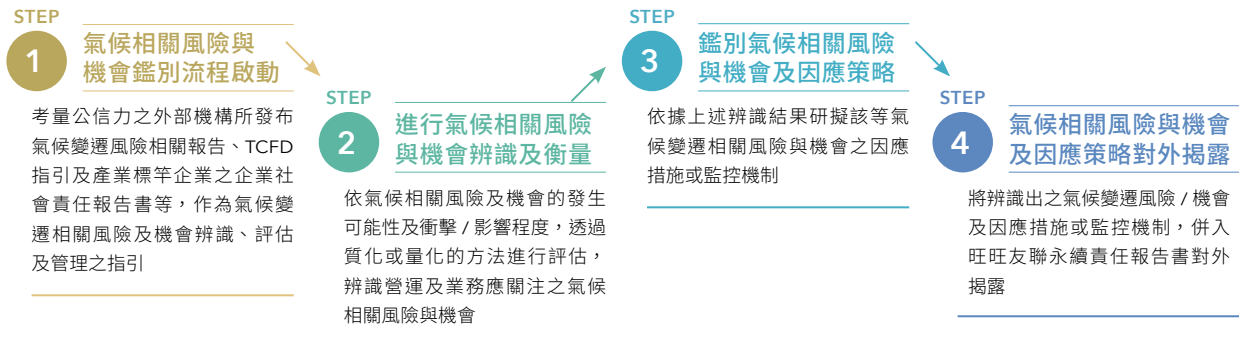 STEP
1
氣候相關風險與
機會鑑別流程啟動
考量公信力之外部機構所發布
氣候變遷風險相關報告、TCFD
指引及產業標竿企業之企業社
會責任報告書等，作為氣候變
遷相關風險及機會辨識、評估
及管理之指引
STEP
2
進行氣候相關風險
與機會辨識及衡量
依氣候相關風險及機會的發生
可能性及衝擊 / 影響程度，透過
質化或量化的方法進行評估，
辨識營運及業務應關注之氣候
相關風險與機會
STEP
3
鑑別氣候相關風險
與機會及因應策略
依據上述辨識結果研擬該等氣
候變遷相關風險與機會之因應
措施或監控機制
STEP
4
氣候相關風險與機會
及因應策略對外揭露
將辨識出之氣候變遷風險 / 機會
及因應措施或監控機制，併入
旺旺友聯永續責任報告書對外
揭露